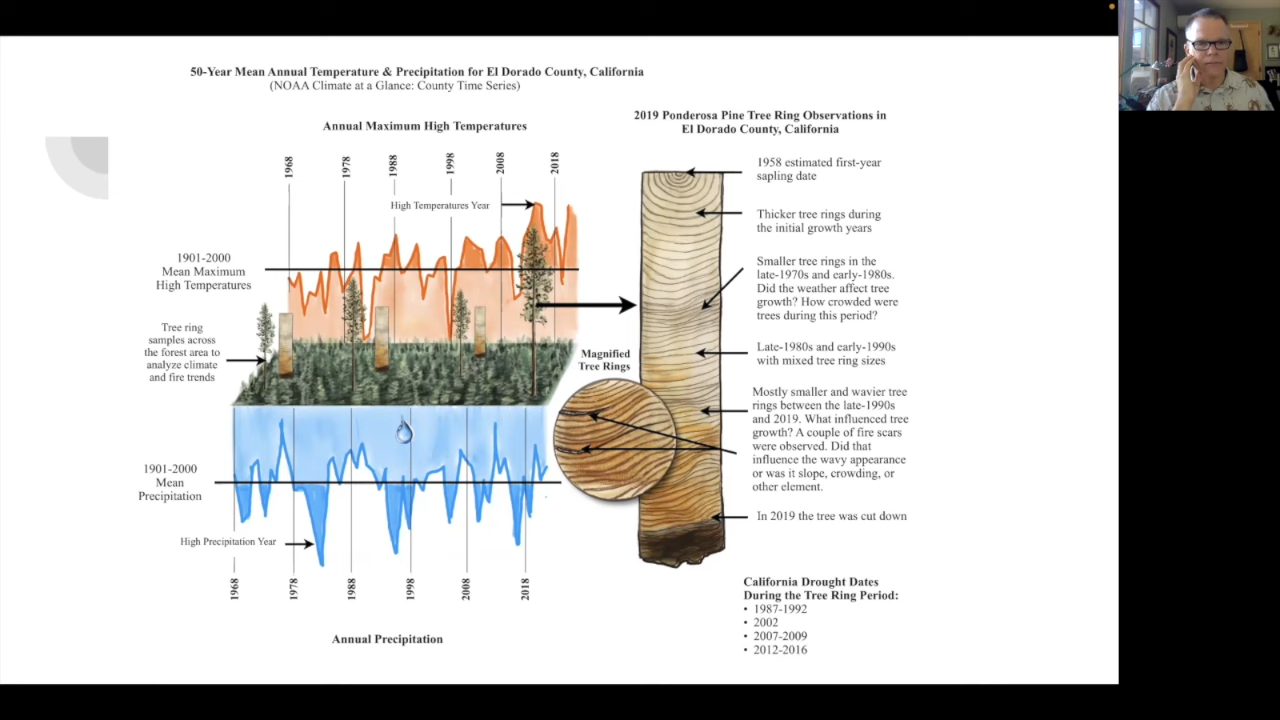 50-Year Mean Annual Temperature & Precipitation for El Dorado County, California
(NOAA Climate at a Glance: County Time Series)
Annual Maximum High Temperatures
1968
1978
1988
1998
2008
2018
High Temperatures Year
1901-2000
Mean Maximum
High Temperatures
Tree ring
samples across
the forest area to
analyze climate
and fire trends
1901-2000
Mean
Precipitation
High Precipitation Year
1968
1978
1988
1998
2008
2018
Annual Precipitation
2019 Ponderosa Pine Tree Ring Observations in
El Dorado County, California
1958 estimated first-year
sapling date
Thicker tree rings during
the initial growth years
Smaller tree rings in the
late-1970s and early-1980s.
Did the weather affect tree
growth? How crowded were
trees during this period?
Magnified
Tree Rings
Late-1980s and early-1990s
with mixed tree ring sizes
Mostly smaller and wavier tree
rings between the late-1990s
and 2019. What influenced tree
growth? A couple of fire scars
were observed. Did that
influence the wavy appearance
or was it slope, crowding, or
other element.
In 2019 the tree was cut down
California Drought Dates
During the Tree Ring Period:
• 1987-1992
• 2002
• 2007-2009
• 2012-2016